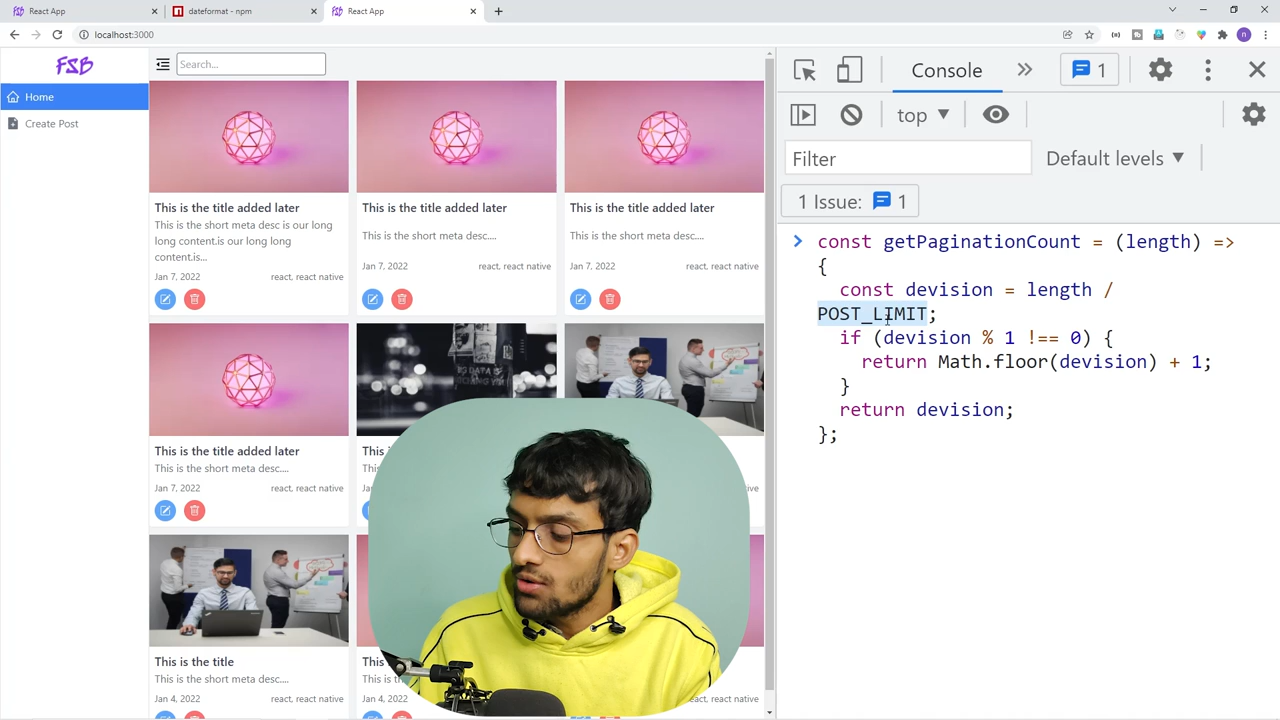 React App
dateformat - npm
React App
localhost:3000
n
FSB
Search...
Home
Create Post
This is the title added later
This is the short meta desc is our long
long content.is our long long
content.is...
Jan 7, 2022
react, react native
This is the title added later
This is the short meta desc....
Jan 7, 2022
react, react native
This is the title added later
This is the short meta desc....
Jan 7, 2022
react, react native
This is the title added later
This is the short meta desc....
Jan 7, 2022
react, react native
This is the title
This is the short meta desc....
Jan 4, 2022
react, react native
Console
1
top
Filter
Default levels
1 Issue:
1
const getPaginationCount = (length) =>
{
const devision = length /
POST_LIMIT;
if (devision % 1 !== 0) {
return Math.floor(devision) + 1;
}
return devision;
};